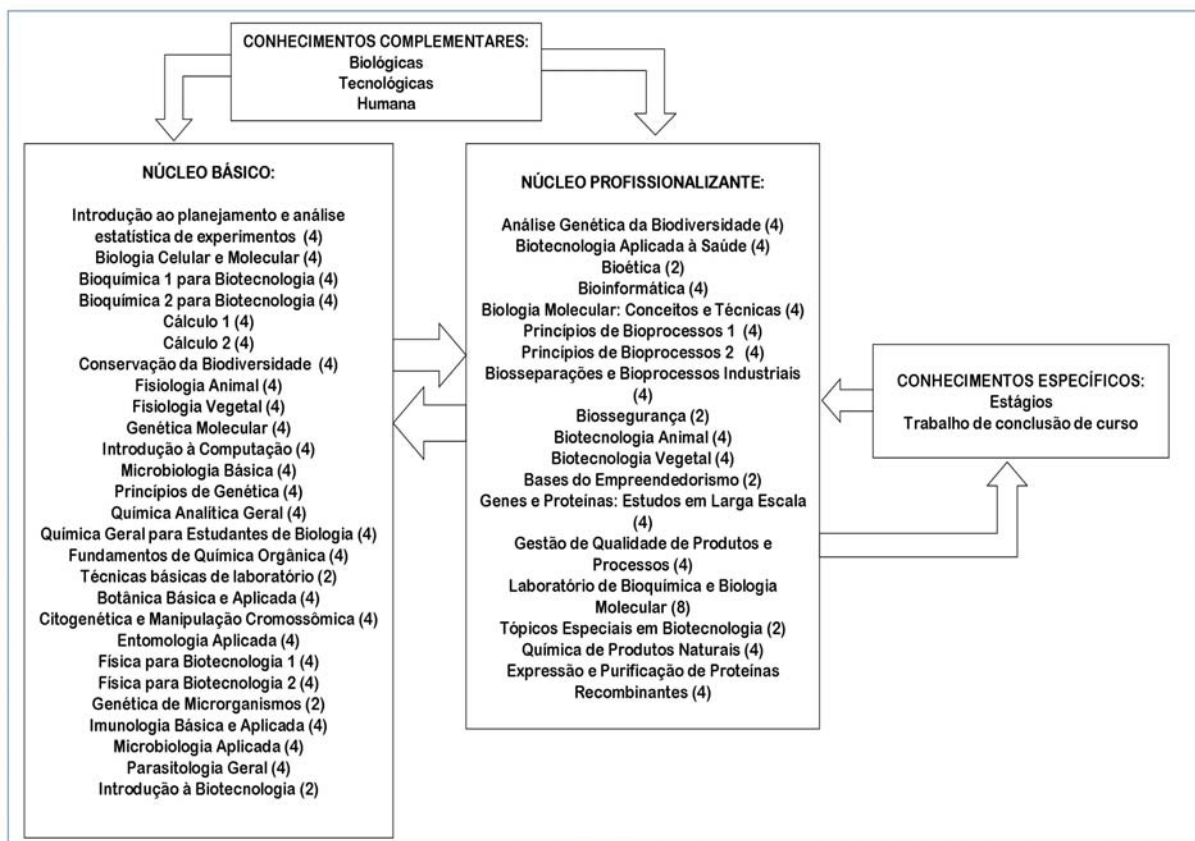 CONHECIMENTOS COMPLEMENTARES:
Biológicas
Tecnológicas
Humana
NÚCLEO BÁSICO:
Introdução ao planejamento e análise
estatística de experimentos (4)
Biologia Celular e Molecular (4)
Bioquímica 1 para Biotecnologia (4)
Bioquímica 2 para Biotecnologia (4)
Cálculo 1 (4)
Cálculo 2 (4)
Conservação da Biodiversidade (4)
Fisiologia Animal (4)
Fisiologia Vegetal (4)
Genética Molecular (4)
Introdução à Computação (4)
Microbiologia Básica (4)
Princípios de Genética (4)
Química Analítica Geral (4)
Química Geral para Estudantes de Biologia (4)
Fundamentos de Química Orgânica (4)
Técnicas básicas de laboratório (2)
Botânica Básica e Aplicada (4)
Citogenética e Manipulação Cromossômica (4)
Entomologia Aplicada (4)
Física para Biotecnologia 1 (4)
Física para Biotecnologia 2 (4)
Genética de Microrganismos (2)
Imunologia Básica e Aplicada (4)
Microbiologia Aplicada (4)
Parasitologia Geral (4)
Introdução à Biotecnologia (2)
NÚCLEO PROFISSIONALIZANTE:
Análise Genética da Biodiversidade (4)
Biotecnologia Aplicada à Saúde (4)
Bioética (2)
Bioinformática (4)
Biologia Molecular: Conceitos e Técnicas (4)
Princípios de Bioprocessos 1 (4)
Princípios de Bioprocessos 2 (4)
Biosseparações e Bioprocessos Industriais
(4)
Biossegurança (2)
Biotecnologia Animal (4)
Biotecnologia Vegetal (4)
Bases do Empreendedorismo (2)
Genes e Proteínas: Estudos em Larga Escala
(4)
Gestão de Qualidade de Produtos e
Processos (4)
Laboratório de Bioquímica e Biologia
Molecular (8)
Tópicos Especiais em Biotecnologia (2)
Química de Produtos Naturais (4)
Expressão e Purificação de Proteínas
Recombinantes (4)
CONHECIMENTOS ESPECÍFICOS:
Estágios
Trabalho de conclusão de curso